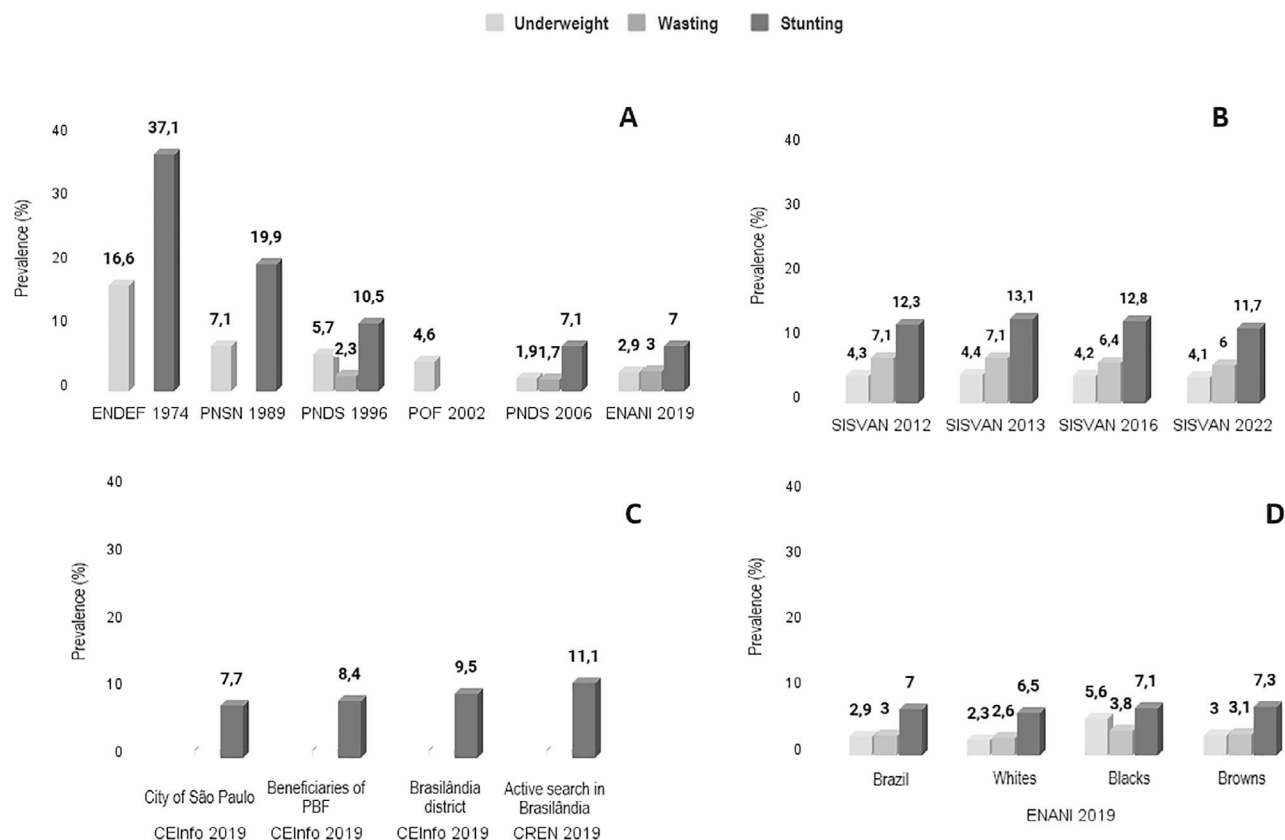 Underweight Wasting Stunting
A
Prevalence (%)
40
30
20
10
0
16,6 37,1
7,1 19,9
5,7 2,3 10,5
4,6
1,9 1,7 7,1
2,9 3 7
ENDEF 1974 PNSN 1989 PNDS 1996 POF 2002 PNDS 2006 ENANI 2019
B
Prevalence (%)
40
30
20
10
0
4,3 7,1 12,3
4,4 7,1 13,1
4,2 6,4 12,8
4,1 6 11,7
SISVAN 2012 SISVAN 2013 SISVAN 2016 SISVAN 2022
C
Prevalence (%)
40
30
20
10
0
7,7
8,4
9,5
11,1
City of São Paulo
CEInfo 2019
Beneficiaries of
PBF
CEInfo 2019
Brasilândia
district
CEInfo 2019
Active search in
Brasilândia
CREN 2019
D
Prevalence (%)
40
30
20
10
0
2,9 3 7
2,3 2,6 6,5
5,6 3,8 7,1
3 3,1 7,3
Brazil Whites Blacks Browns
ENANI 2019